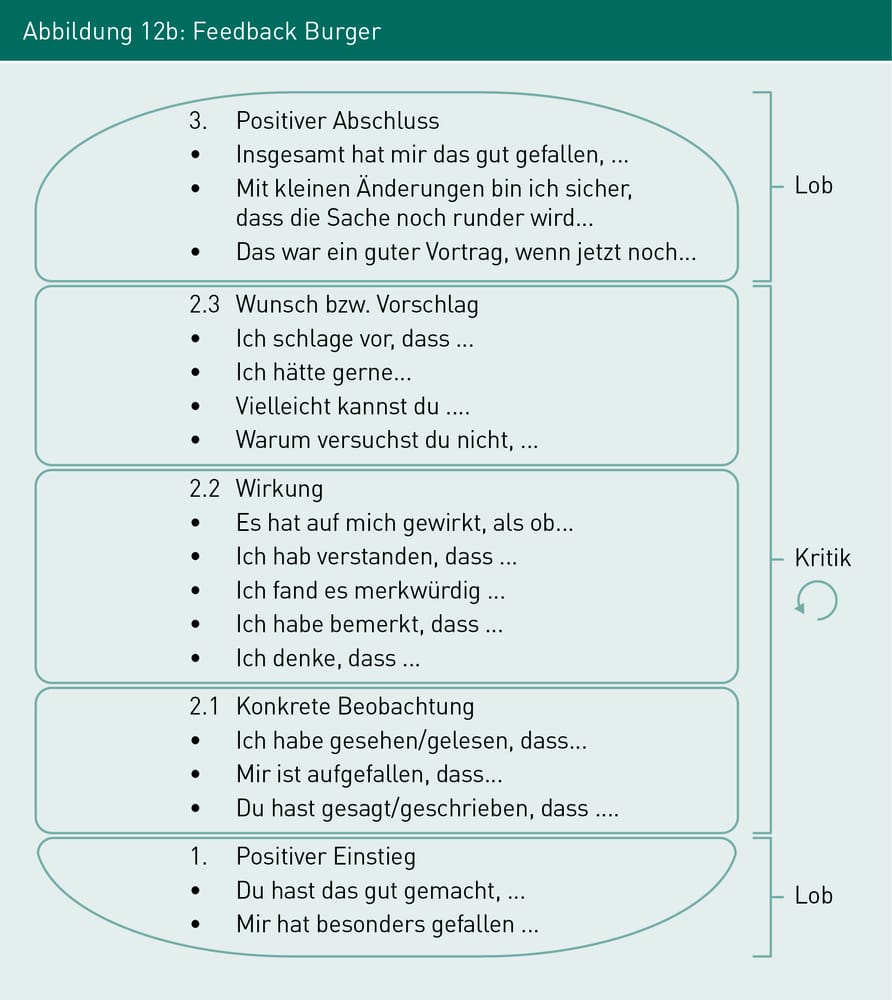 Abbildung 12b: Feedback Burger
3. Positiver Abschluss
• Insgesamt hat mir das gut gefallen, ...
• Mit kleinen Änderungen bin ich sicher,
dass die Sache noch runder wird...
• Das war ein guter Vortrag, wenn jetzt noch...
Lob
2.3 Wunsch bzw. Vorschlag
• Ich schlage vor, dass ...
• Ich hätte gerne...
• Vielleicht kannst du ....
• Warum versuchst du nicht, ...
2.2 Wirkung
• Es hat auf mich gewirkt, als ob...
• Ich hab verstanden, dass ...
• Ich fand es merkwürdig ...
• Ich habe bemerkt, dass ...
• Ich denke, dass ...
Kritik
2.1 Konkrete Beobachtung
• Ich habe gesehen/gelesen, dass...
• Mir ist aufgefallen, dass...
• Du hast gesagt/geschrieben, dass ....
1. Positiver Einstieg
• Du hast das gut gemacht, ...
• Mir hat besonders gefallen ...
Lob